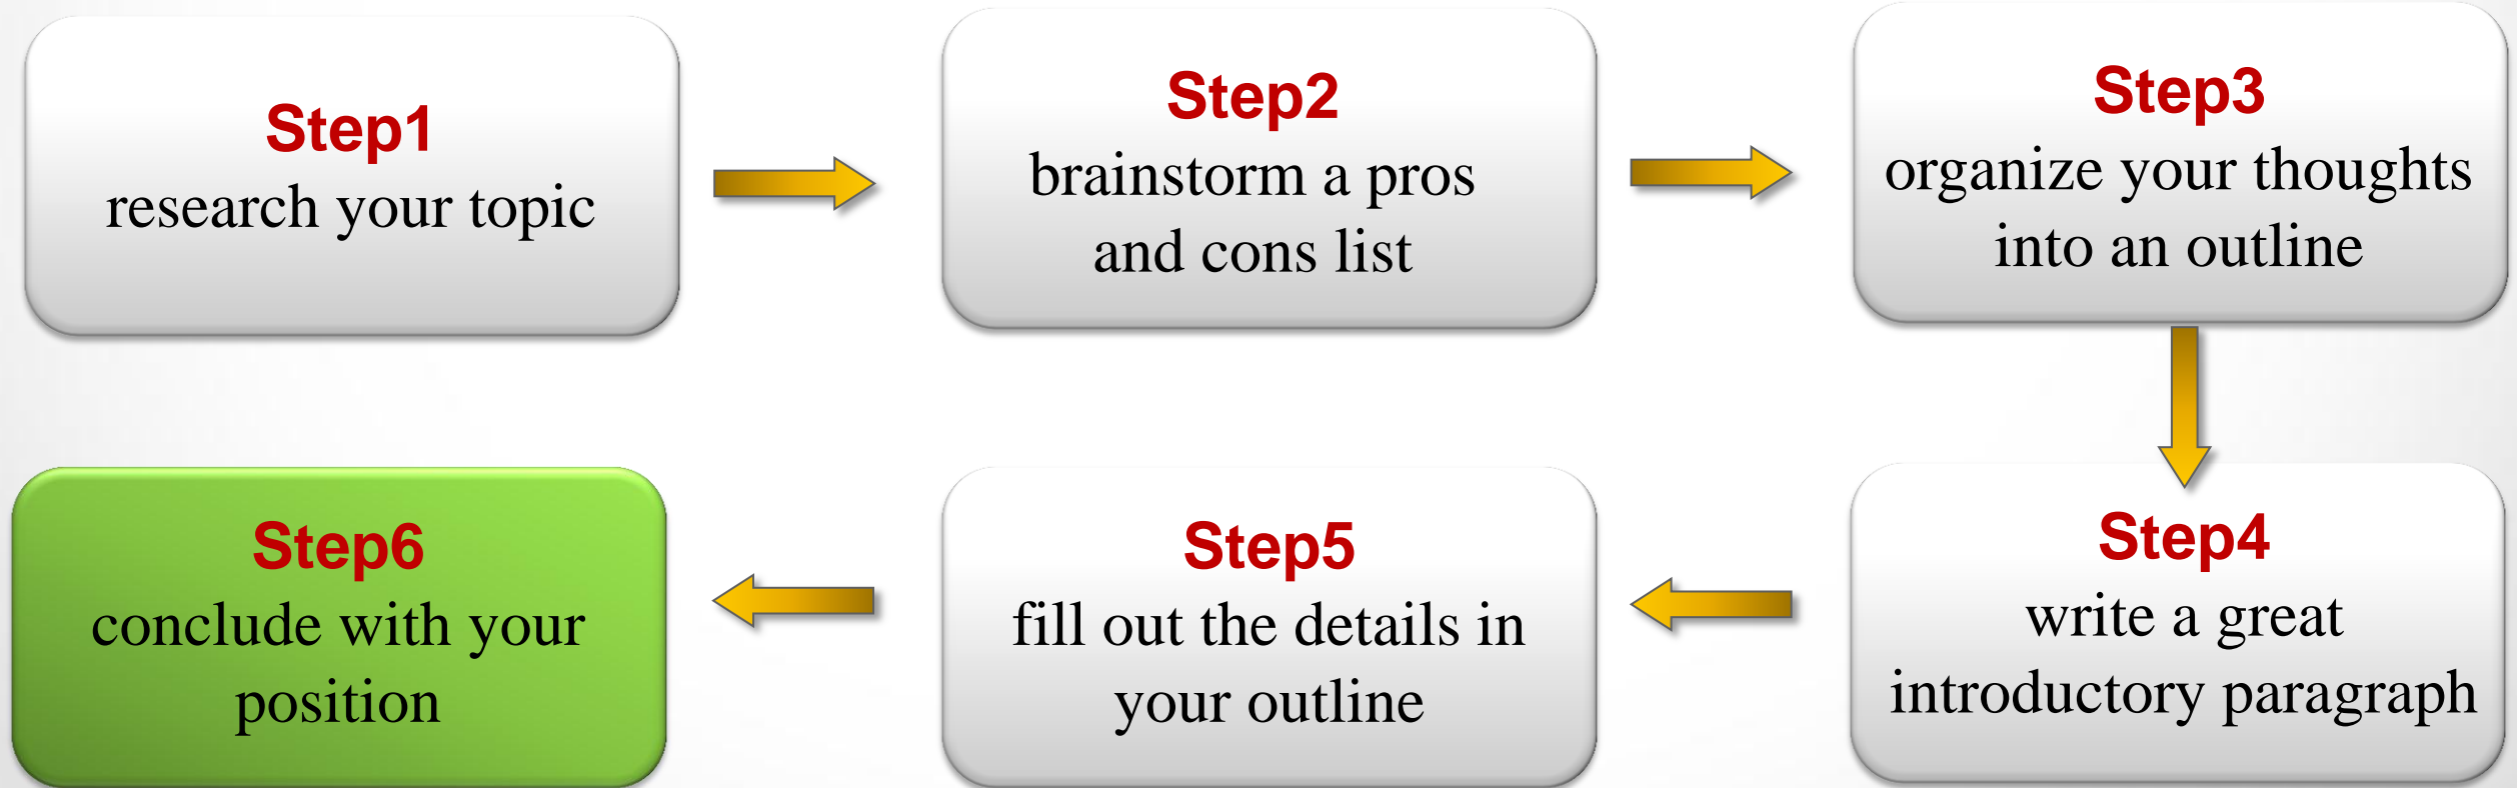 Step1
research your topic
Step2
brainstorm a pros
and cons list
Step3
organize your thoughts
into an outline
Step4
write a great
introductory paragraph
Step5
fill out the details in
your outline
Step6
conclude with your
position